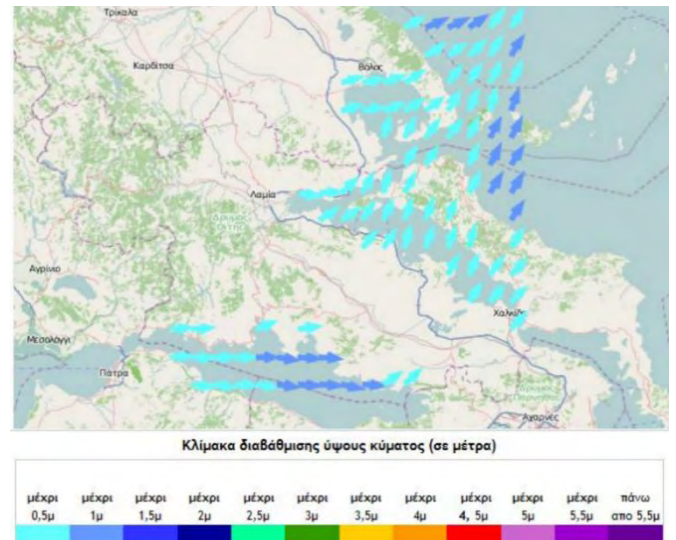 Τρίκαλα
Καρδίτσα
Βόλος
Λαμία
Αγρίνιο
Μεσολόγγι
Πάτρα
Αχαρνές
Κλίμακα διαβάθμισης ύψους κύματος (σε μέτρα)
μέχρι μέχρι μέχρι μέχρι μέχρι μέχρι μέχρι μέχρι μέχρι μέχρι μέχρι πάνω
0,5μ 1μ 1,5μ 2μ 2,5μ 3μ 3,5μ 4μ 4, 5μ 5μ 5,5μ απο 5,5μ